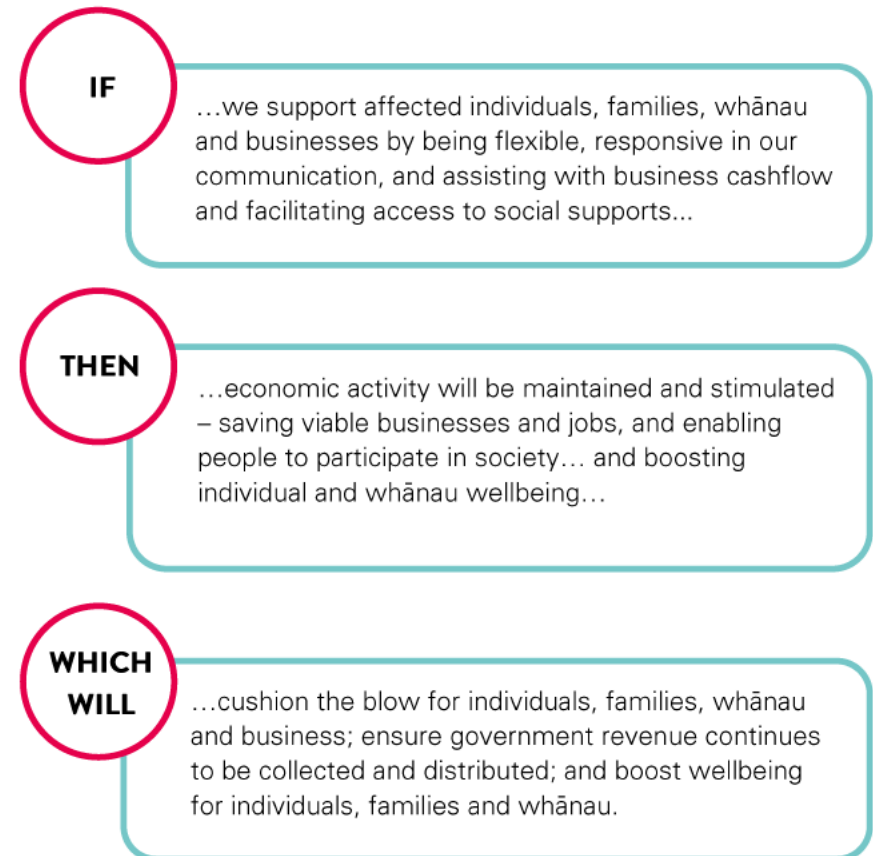 IF
…we support affected individuals, families, whānau
and businesses by being flexible, responsive in our
communication, and assisting with business cashflow
and facilitating access to social supports...
THEN
…economic activity will be maintained and stimulated
– saving viable businesses and jobs, and enabling
people to participate in society… and boosting
individual and whānau wellbeing…
WHICH
WILL
…cushion the blow for individuals, families, whānau
and business; ensure government revenue continues
to be collected and distributed; and boost wellbeing
for individuals, families and whānau.